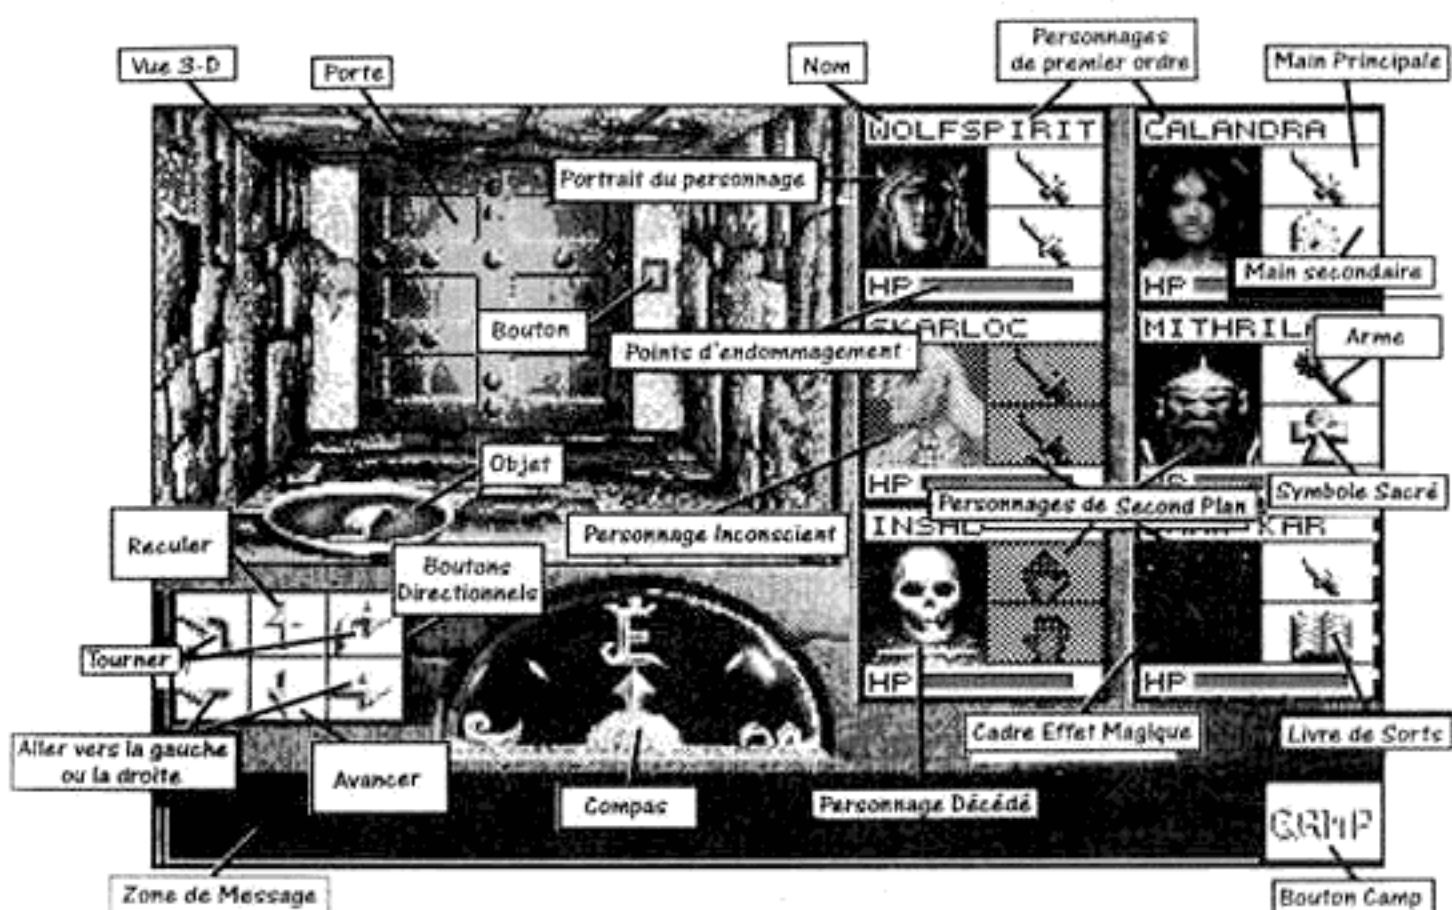 Vue 3-D
Porte
Nom
Personnages
de premier ordre
Main Principale
WOLFSPIRIT
CALANDRA
Portrait du personnage
Main secondaire
HP
HP
Bouton
Points d'endommagement
SKARLOC
MITHRIL
Arme
Objet
HP
Personnages de Second Plan
Symbole Sacré
Personnage Inconscient
INSAL
KAR
Reculer
Boutons
Directionnels
E
Tourner
HP
HP
Aller vers la gauche
ou la droite
Avancer
Compas
Cadre Effet Magique
Livre de Sorts
Personnage Décédé
CAMP
Zone de Message
Bouton Camp